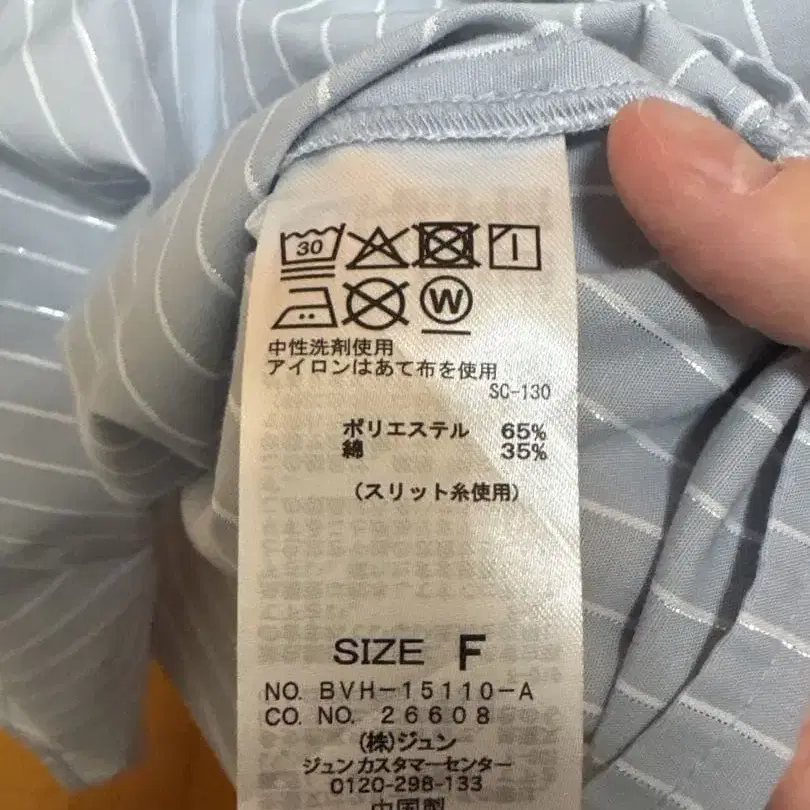 30
W
中性洗剤使用
アイロンはあて布を使用
SC-130
ポリエステル 65%
綿 35%
(スリット糸使用)
SIZE F
NO. BVH-15110-A
CO. NO. 26608
(株)ジュン
ジュンカスタマーセンター
0120-298-133
中国製